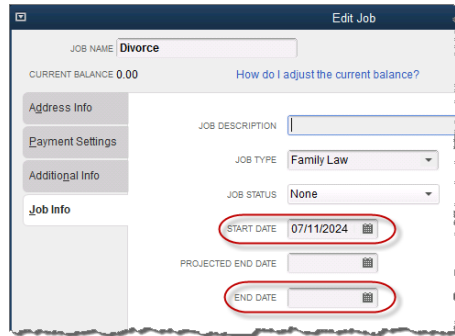 Edit Job
JOB NAME Divorce
CURRENT BALANCE 0.00 How do I adjust the current balance?
Address Info
Payment Settings
Additional Info
Job Info
JOB DESCRIPTION
JOB TYPE Family Law
JOB STATUS None
START DATE 07/11/2024
PROJECTED END DATE
END DATE